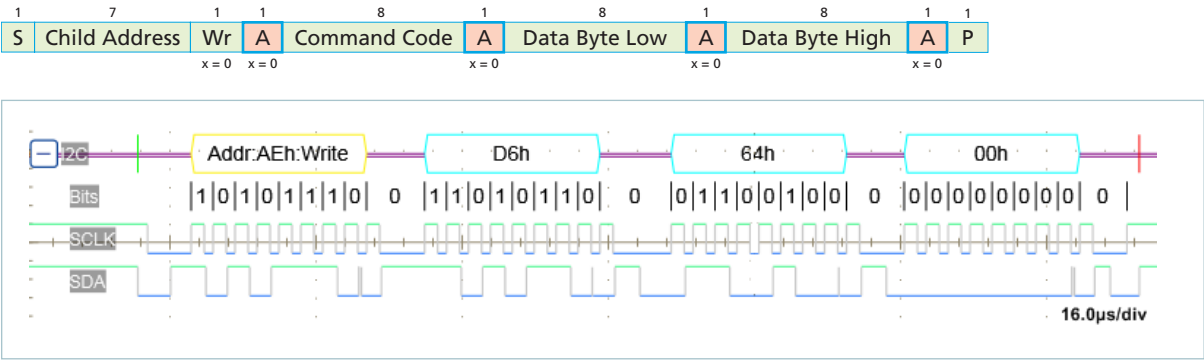 1 7 1 1 8 1 8 1 8 1 1
S Child Address Wr A Command Code A Data Byte Low A Data Byte High A P
x = 0 x = 0 x = 0 x = 0 x = 0
I2C Addr:AEh:Write D6h 64h 00h
Bits 1 0 1 0 1 1 1 0 0 1 1 0 1 0 1 1 0 0 0 1 1 0 0 1 0 0 0 0 0 0 0 0 0 0 0 0 0
SCLK
SDA
16.0µs/div